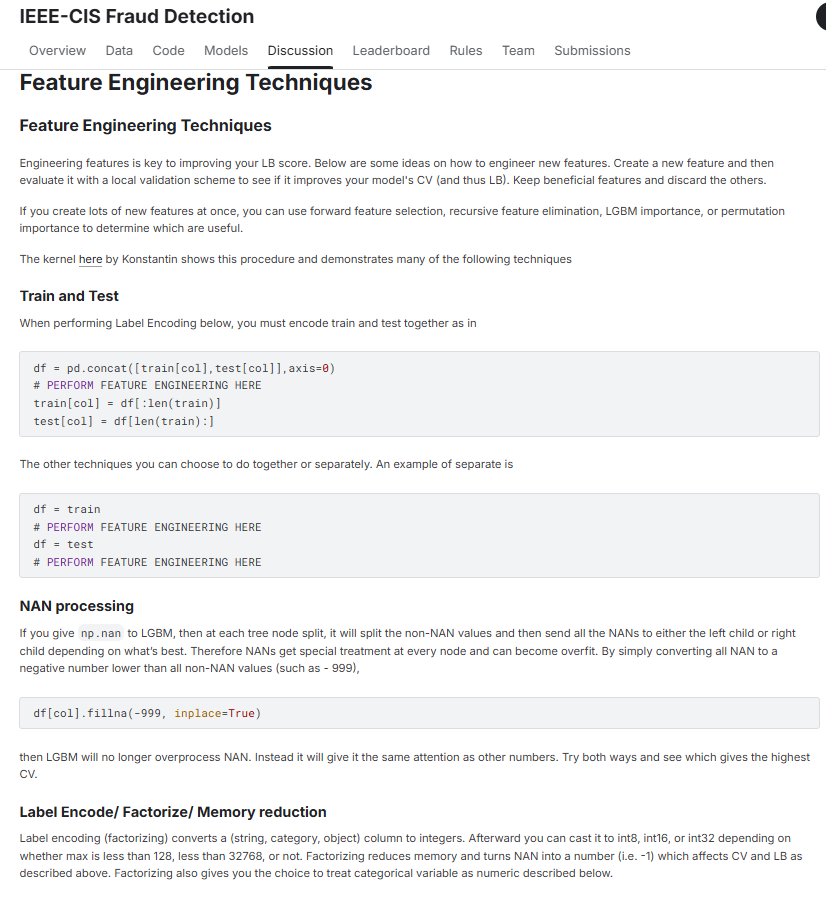 IEEE-CIS Fraud Detection
Overview Data Code Models Discussion Leaderboard Rules Team Submissions
Feature Engineering Techniques
Feature Engineering Techniques
Engineering features is key to improving your LB score. Below are some ideas on how to engineer new features. Create a new feature and then
evaluate it with a local validation scheme to see if it improves your model's CV (and thus LB). Keep beneficial features and discard the others.
If you create lots of new features at once, you can use forward feature selection, recursive feature elimination, LGBM importance, or permutation
importance to determine which are useful.
The kernel here by Konstantin shows this procedure and demonstrates many of the following techniques
Train and Test
When performing Label Encoding below, you must encode train and test together as in
df = pd.concat([train[col],test[col]],axis=0)
# PERFORM FEATURE ENGINEERING HERE
train[col] = df[:len(train)]
test[col] = df[len(train):]
The other techniques you can choose to do together or separately. An example of separate is
df = train
# PERFORM FEATURE ENGINEERING HERE
df = test
# PERFORM FEATURE ENGINEERING HERE
NAN processing
If you give np.nan to LGBM, then at each tree node split, it will split the non-NAN values and then send all the NANs to either the left child or right
child depending on what's best. Therefore NANs get special treatment at every node and can become overfit. By simply converting all NAN to a
negative number lower than all non-NAN values (such as - 999),
df[col].fillna(-999, inplace=True)
then LGBM will no longer overprocess NAN. Instead it will give it the same attention as other numbers. Try both ways and see which gives the highest
CV.
Label Encode/ Factorize/ Memory reduction
Label encoding (factorizing) converts a (string, category, object) column to integers. Afterward you can cast it to int8, int16, or int32 depending on
whether max is less than 128, less than 32768, or not. Factorizing reduces memory and turns NAN into a number (i.e. -1) which affects CV and LB as
described above. Factorizing also gives you the choice to treat categorical variable as numeric described below.